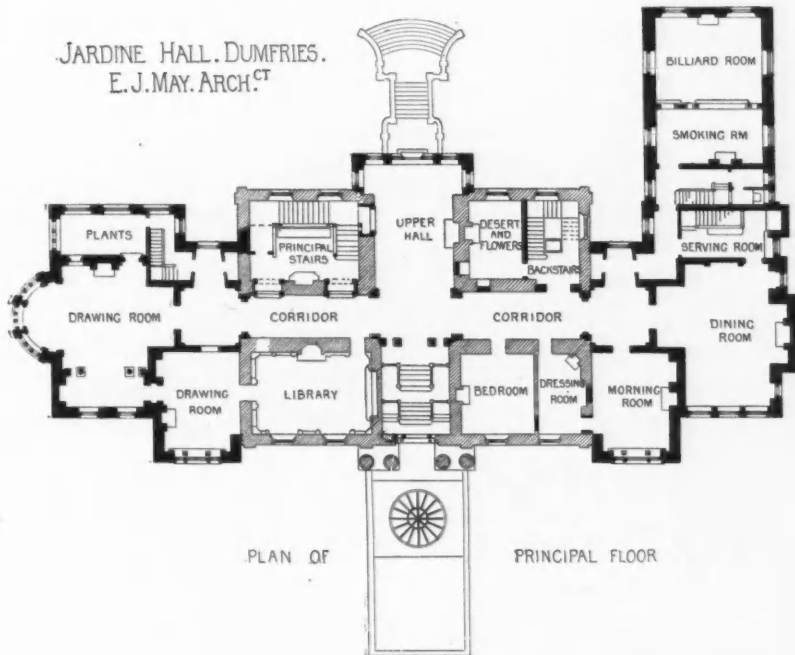 JARDINE HALL. DUMFRIES.
E.J. MAY. ARCH.CT
BILLIARD ROOM
SMOKING RM
PLANTS
PRINCIPAL
STAIRS
UPPER
HALL
DESERT
AND
FLOWERS
BACKSTAIRS
SERVING ROOM
DRAWING ROOM
CORRIDOR
CORRIDOR
DINING
ROOM
DRAWING
ROOM
LIBRARY
BEDROOM
DRESSING
ROOM
MORNING
ROOM
PLAN OF
PRINCIPAL FLOOR